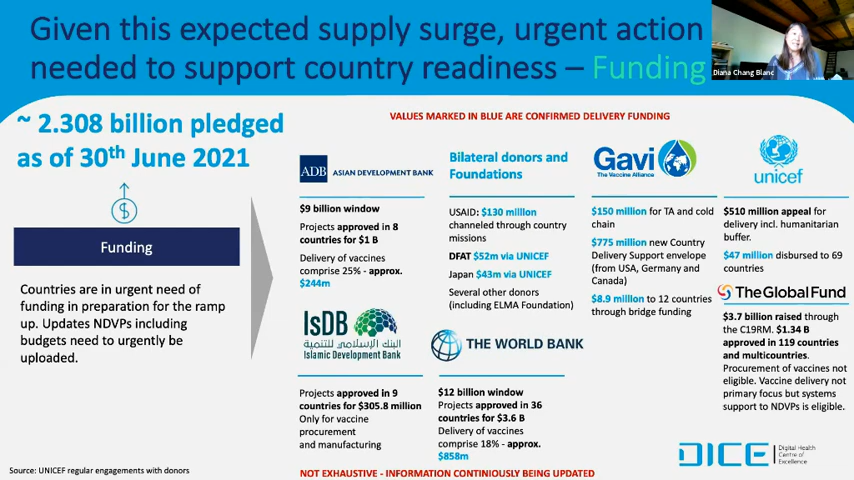 Given this expected supply surge, urgent action
needed to support country readiness – Funding
Diana Chang Blanc
~ 2.308 billion pledged
as of 30th June 2021
Funding
Countries are in urgent need of
funding in preparation for the ramp
up. Updates NDVPs including
budgets need to urgently be
uploaded.
VALUES MARKED IN BLUE ARE CONFIRMED DELIVERY FUNDING
ADB ASIAN DEVELOPMENT BANK
$9 billion window
Projects approved in 8
countries for $1 B
Delivery of vaccines
comprise 25% - approx.
$244m
IsDB
البنك الإسلامي للتنمية
Islamic Development Bank
Projects approved in 9
countries for $305.8 million
Only for vaccine
procurement
and manufacturing
Bilateral donors and
Foundations
USAID: $130 million
channeled through country
missions
DFAT $52m via UNICEF
Japan $43m via UNICEF
Several other donors
(including ELMA Foundation)
THE WORLD BANK
$12 billion window
Projects approved in 36
countries for $3.6 B
Delivery of vaccines
comprise 18% - approx.
$858m
Gavi
The Vaccine Alliance
$150 million for TA and cold
chain
$775 million new Country
Delivery Support envelope
(from USA, Germany and
Canada)
$8.9 million to 12 countries
through bridge funding
unicef
$510 million appeal for
delivery incl. humanitarian
buffer.
$47 million disbursed to 69
countries
TheGlobalFund
$3.7 billion raised through
the C19RM. $1.34 B
approved in 119 countries
and multicountries.
Procurement of vaccines not
eligible. Vaccine delivery not
primary focus but systems
support to NDVPs is eligible.
DICE
Digital Health
Centre of
Excellence
Source: UNICEF regular engagements with donors
NOT EXHAUSTIVE - INFORMATION CONTINIOUSLY BEING UPDATED